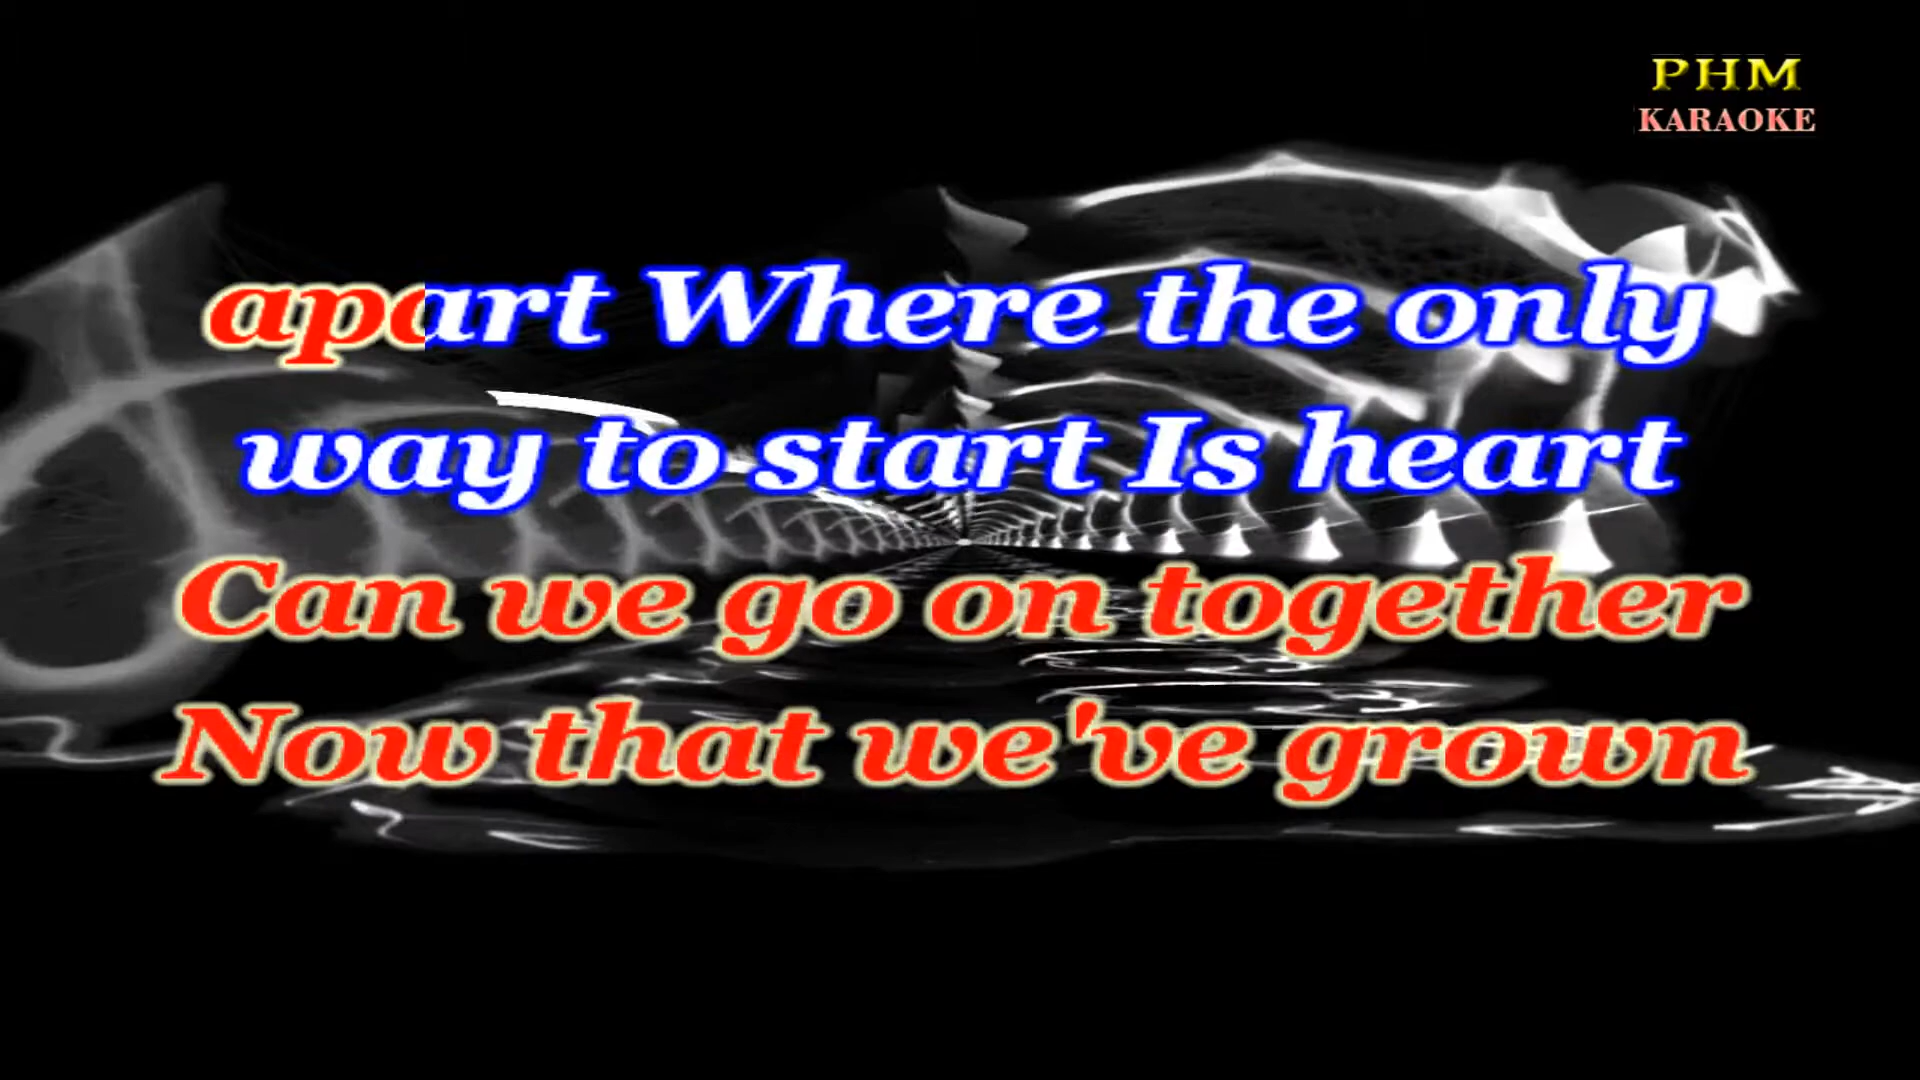 PHM
KARAOKE
apart Where the only
way to start Is heart
Can we go on together
Now that we've grown